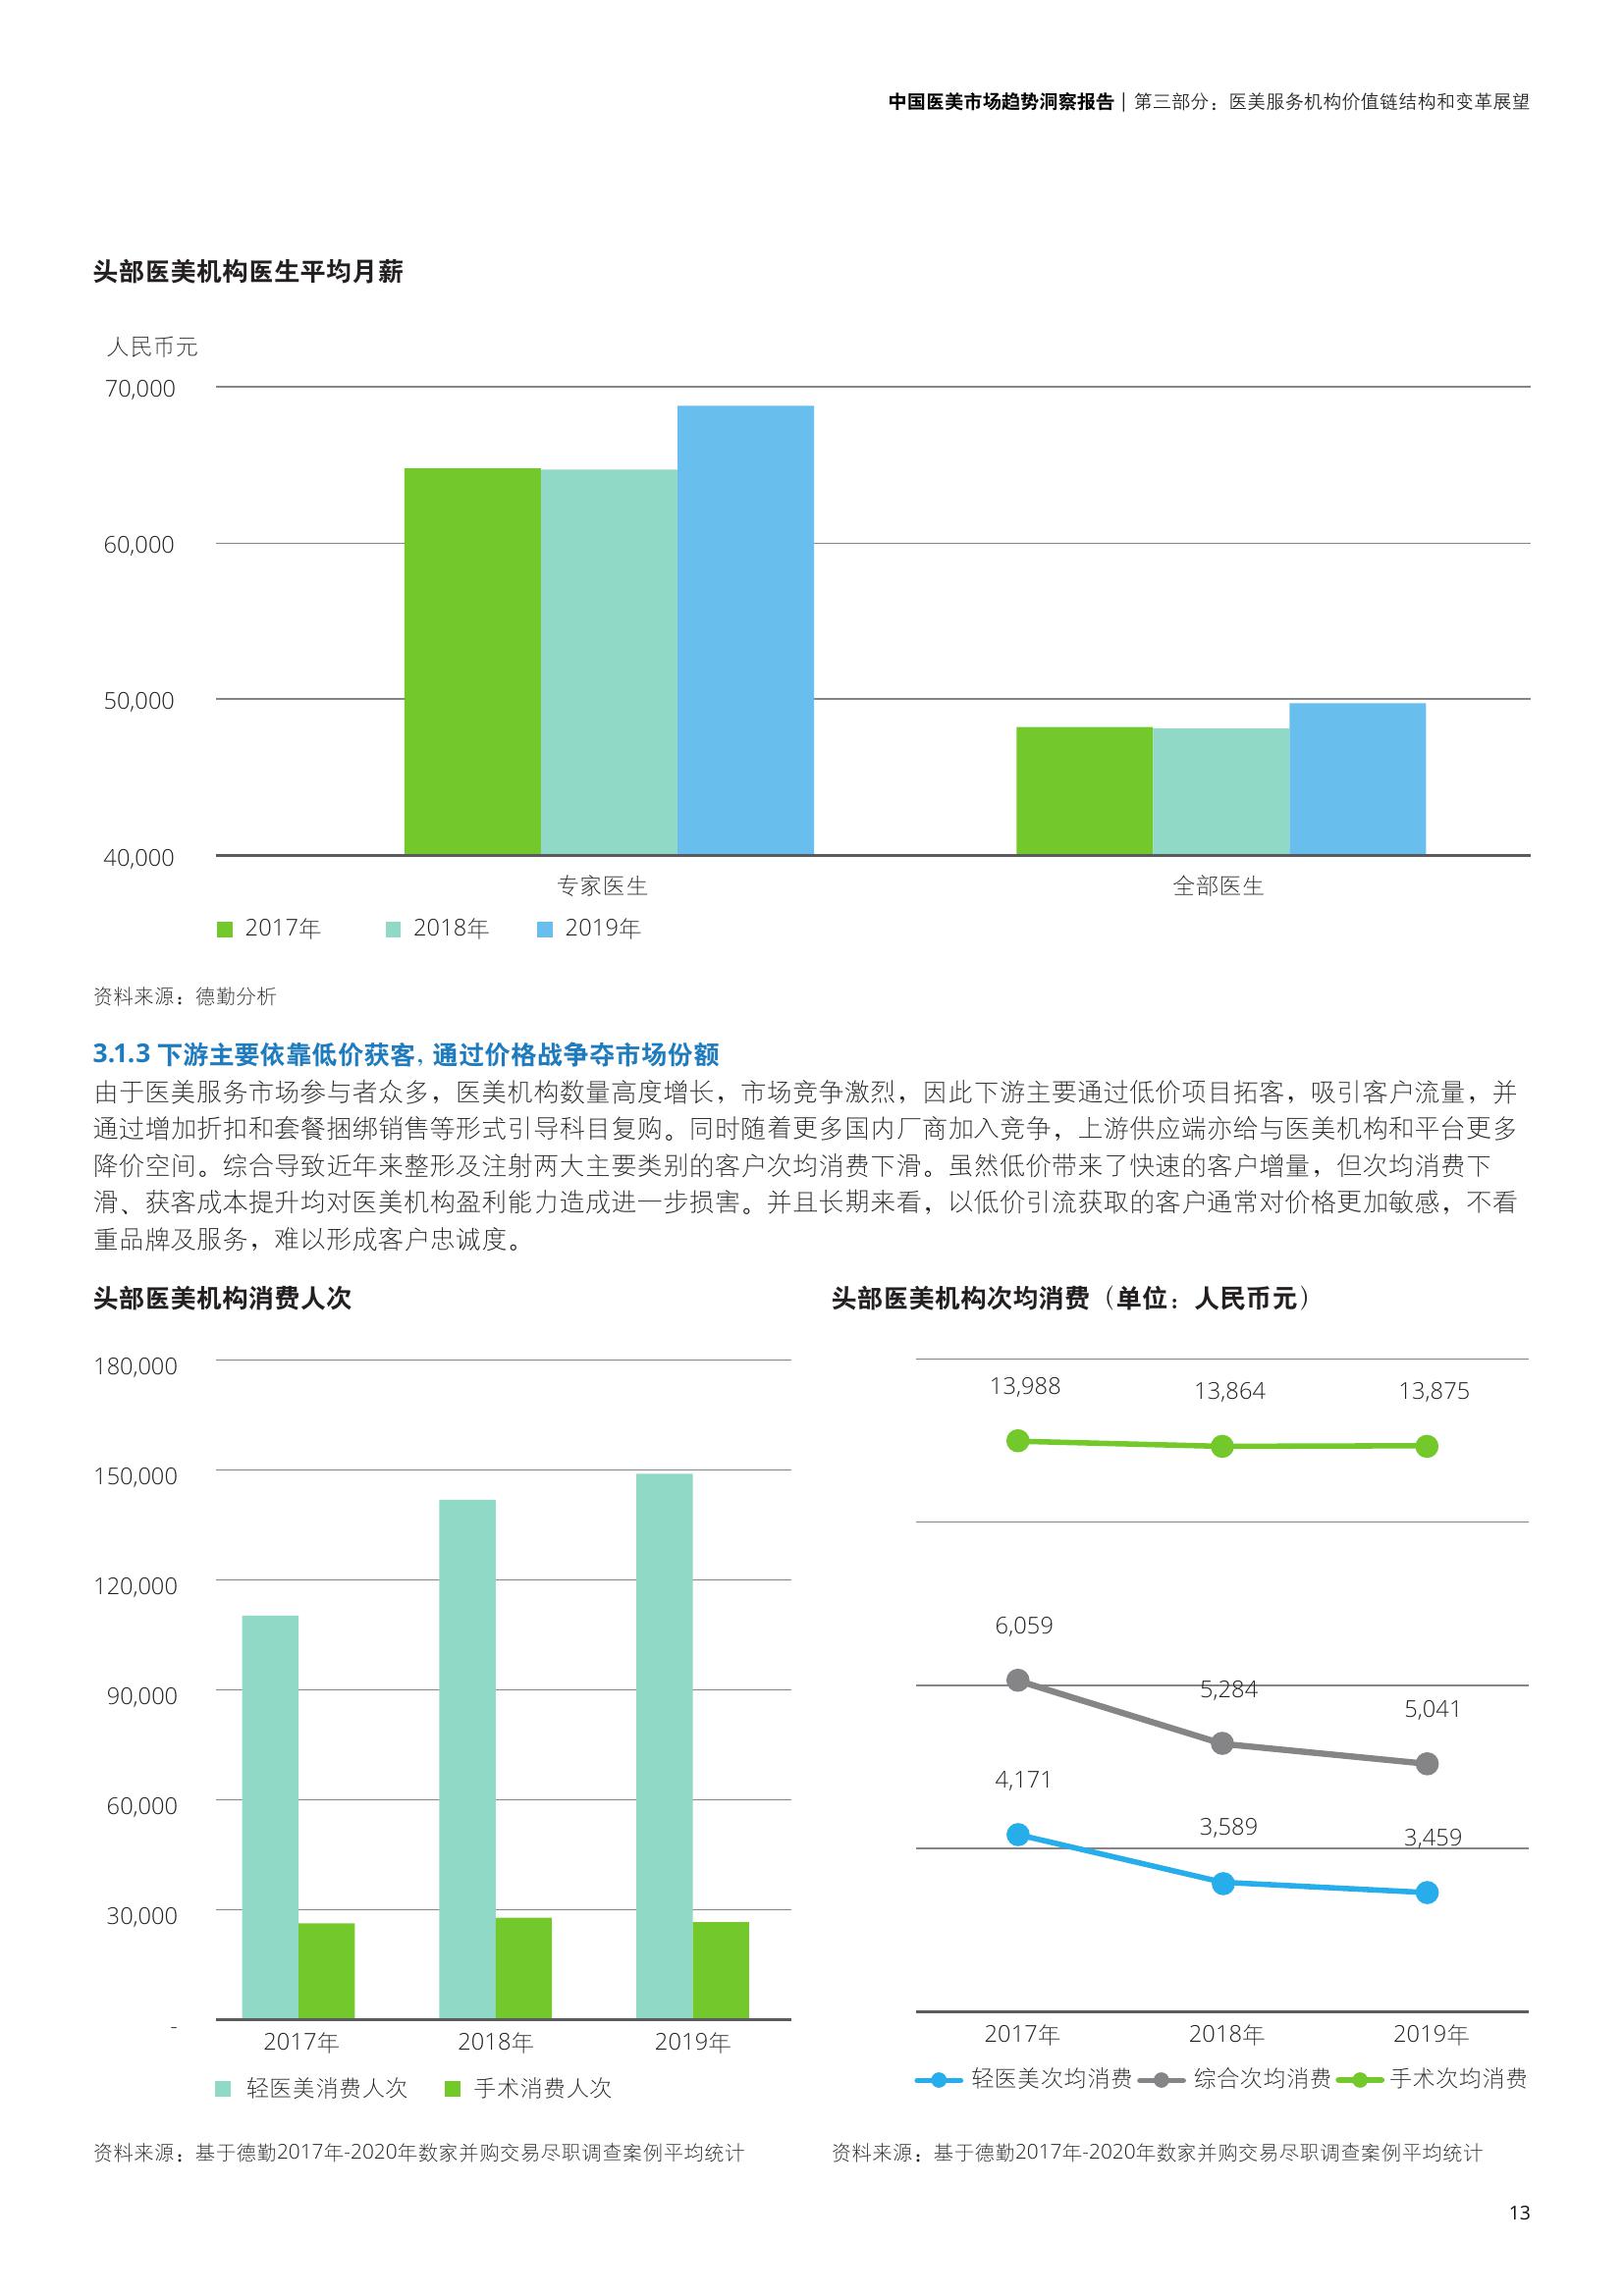 中国医美市场趋势洞察报告 | 第三部分：医美服务机构价值链结构和变革展望
头部医美机构医生平均月薪
人民币元
70,000
60,000
50,000
40,000
专家医生
全部医生
2017年
2018年
2019年
资料来源：德勤分析
3.1.3 下游主要依靠低价获客, 通过价格战争夺市场份额
由于医美服务市场参与者众多，医美机构数量高度增长，市场竞争激烈，因此下游主要通过低价项目拓客，吸引客户流量，并
通过增加折扣和套餐捆绑销售等形式引导科目复购。同时随着更多国内厂商加入竞争，上游供应端亦给与医美机构和平台更多
降价空间。综合导致近年来整形及注射两大主要类别的客户次均消费下滑。虽然低价带来了快速的客户增量，但次均消费下
滑、获客成本提升均对医美机构盈利能力造成进一步损害。并且长期来看，以低价引流获取的客户通常对价格更加敏感，不看
重品牌及服务，难以形成客户忠诚度。
头部医美机构消费人次
180,000
150,000
120,000
90,000
60,000
30,000
-
2017年
2018年
2019年
轻医美消费人次
手术消费人次
资料来源：基于德勤2017年-2020年数家并购交易尽职调查案例平均统计
头部医美机构次均消费（单位：人民币元）
13,988
13,864
13,875
6,059
5,284
5,041
4,171
3,589
3,459
2017年
2018年
2019年
轻医美次均消费
综合次均消费
手术次均消费
资料来源：基于德勤2017年-2020年数家并购交易尽职调查案例平均统计
13